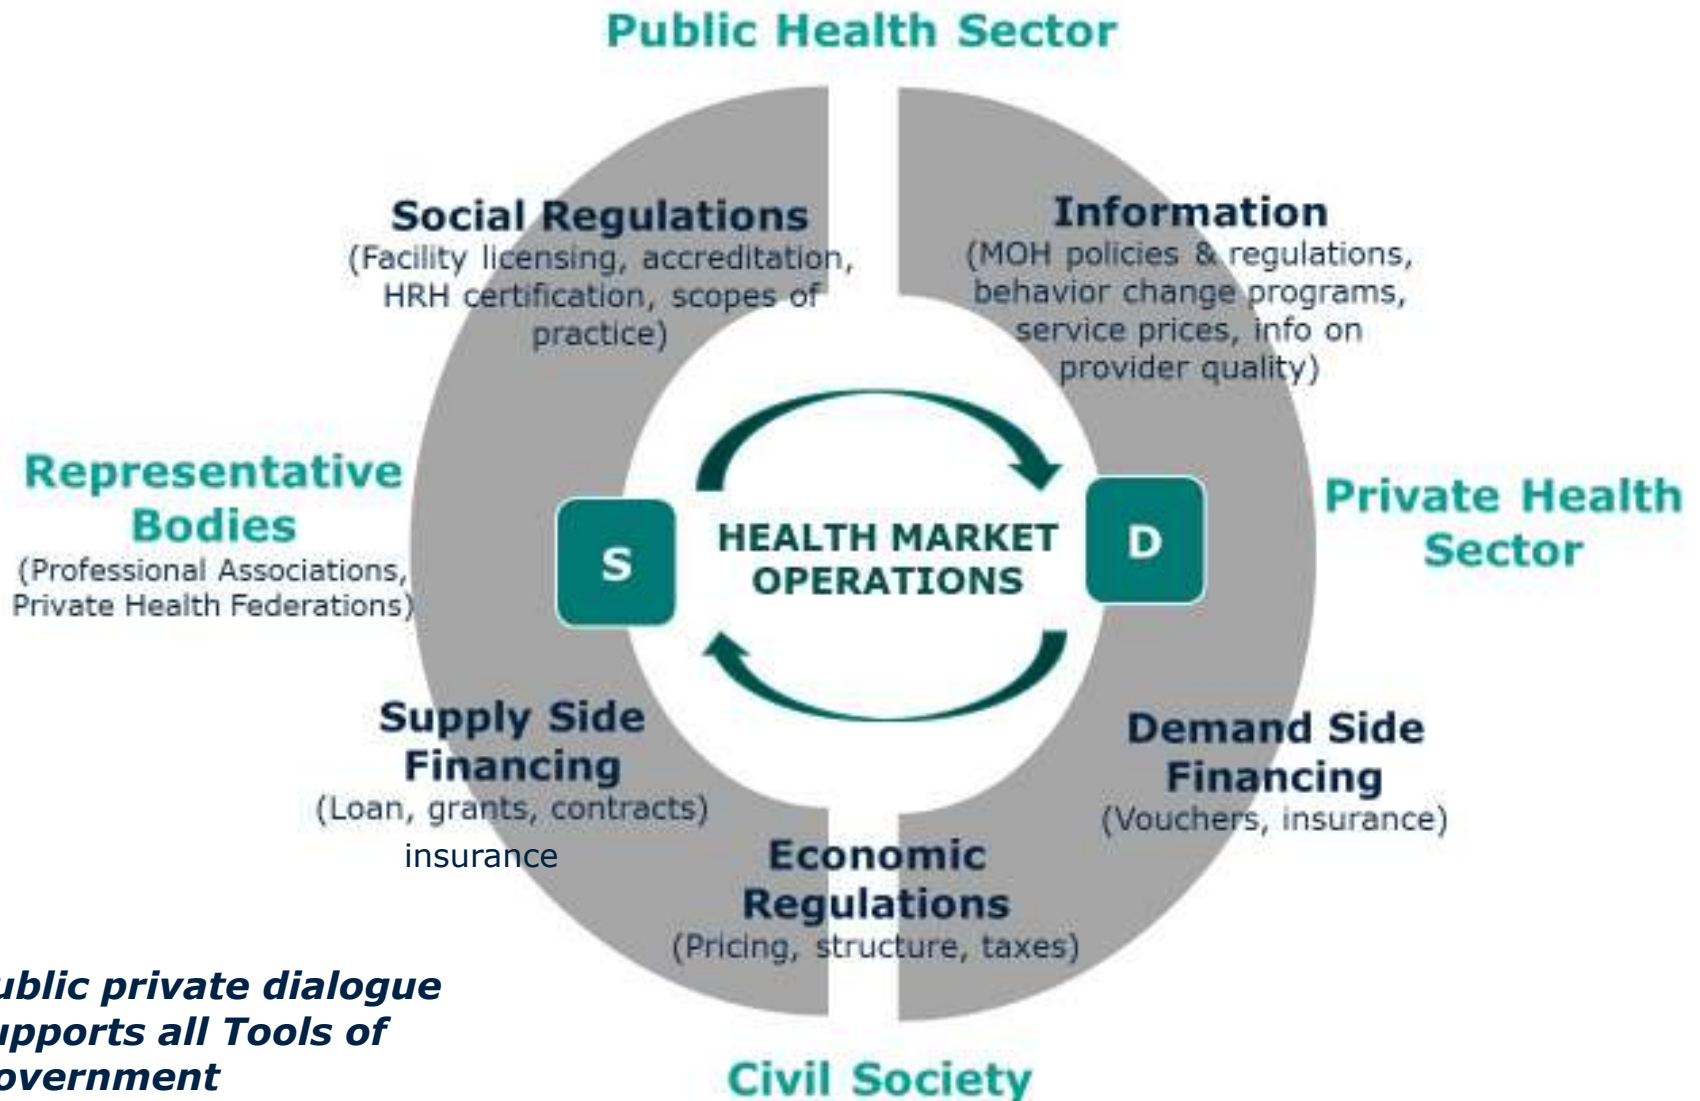 Public Health Sector
Social Regulations
(Facility licensing, accreditation,
HRH certification, scopes of
practice)
Information
(MOH policies & regulations,
behavior change programs,
service prices, info on
provider quality)
Representative
Bodies
(Professional Associations,
Private Health Federations)
S
HEALTH MARKET
OPERATIONS
D
Private Health
Sector
Supply Side
Financing
(Loan, grants, contracts)
insurance
Demand Side
Financing
(Vouchers, insurance)
Economic
Regulations
(Pricing, structure, taxes)
ublic private dialogue
upports all Tools of
overnment
Civil Society